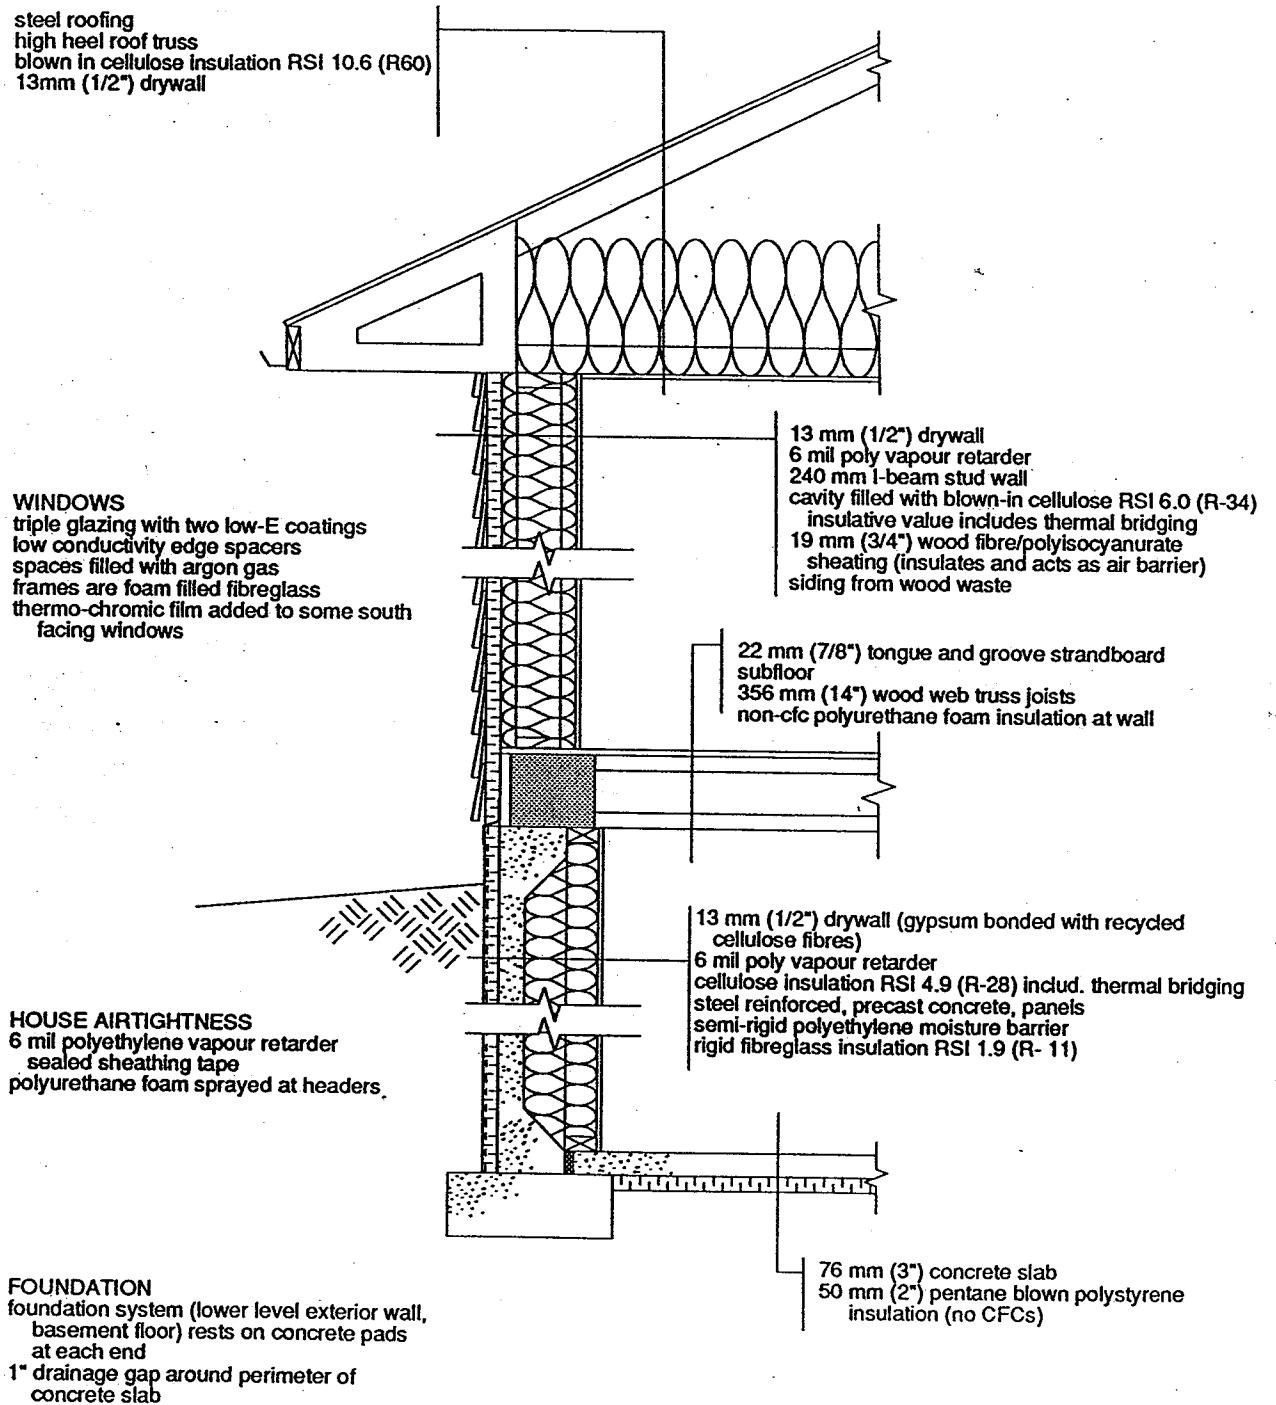 steel roofing
high heel roof truss
blown in cellulose insulation RSI 10.6 (R60)
13mm (1/2") drywall
13 mm (1/2") drywall
6 mil poly vapour retarder
240 mm I-beam stud wall
cavity filled with blown-in cellulose RSI 6.0 (R-34)
insulative value includes thermal bridging
19 mm (3/4") wood fibre/polyisocyanurate
sheating (insulates and acts as air barrier)
siding from wood waste
WINDOWS
triple glazing with two low-E coatings
low conductivity edge spacers
spaces filled with argon gas
frames are foam filled fibreglass
thermo-chromic film added to some south
facing windows
22 mm (7/8") tongue and groove strandboard
subfloor
356 mm (14") wood web truss joists
non-cfc polyurethane foam insulation at wall
13 mm (1/2") drywall (gypsum bonded with recycled
cellulose fibres)
6 mil poly vapour retarder
cellulose insulation RSI 4.9 (R-28) includ. thermal bridging
steel reinforced, precast concrete, panels
semi-rigid polyethylene moisture barrier
rigid fibreglass insulation RSI 1.9 (R- 11)
HOUSE AIRTIGHTNESS
6 mil polyethylene vapour retarder
sealed sheathing tape
polyurethane foam sprayed at headers
76 mm (3") concrete slab
50 mm (2") pentane blown polystyrene
insulation (no CFCs)
FOUNDATION
foundation system (lower level exterior wall,
basement floor) rests on concrete pads
at each end
1" drainage gap around perimeter of
concrete slab